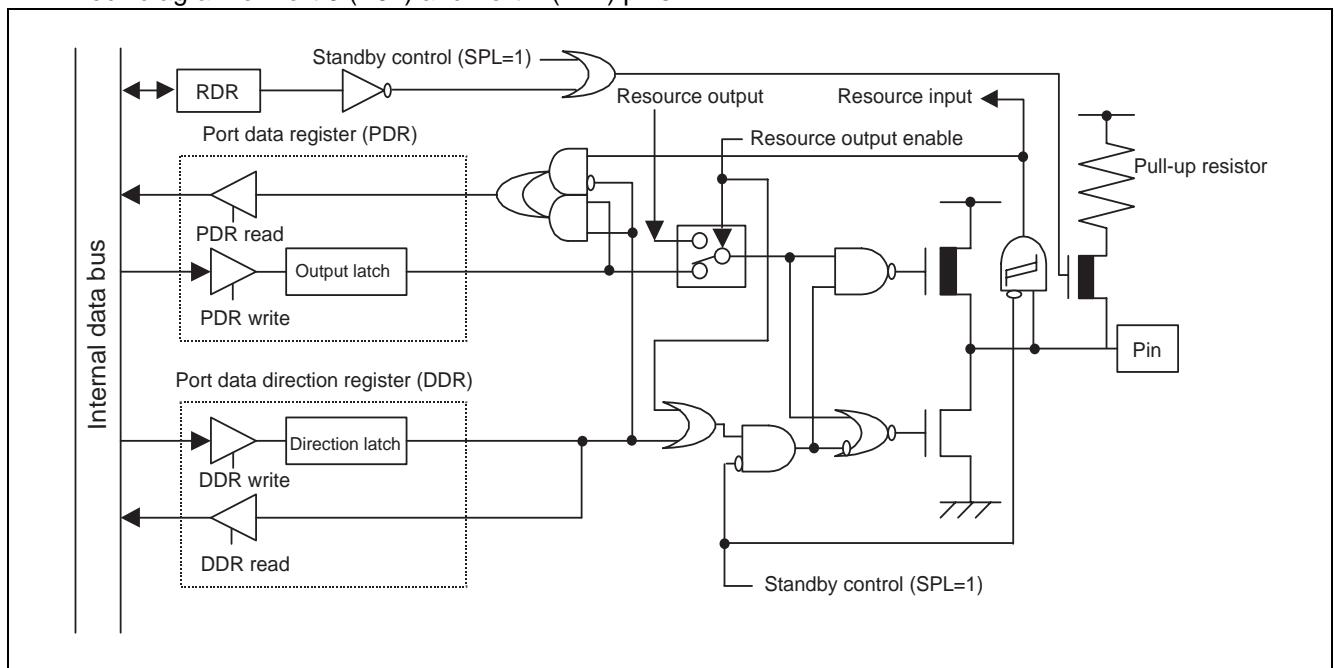 Standby control (SPL=1)
RDR
Resource output
Resource input
Port data register (PDR)
Resource output enable
Pull-up resistor
PDR read
Output latch
PDR write
Internal data bus
Pin
Port data direction register (DDR)
Direction latch
DDR write
DDR read
Standby control (SPL=1)